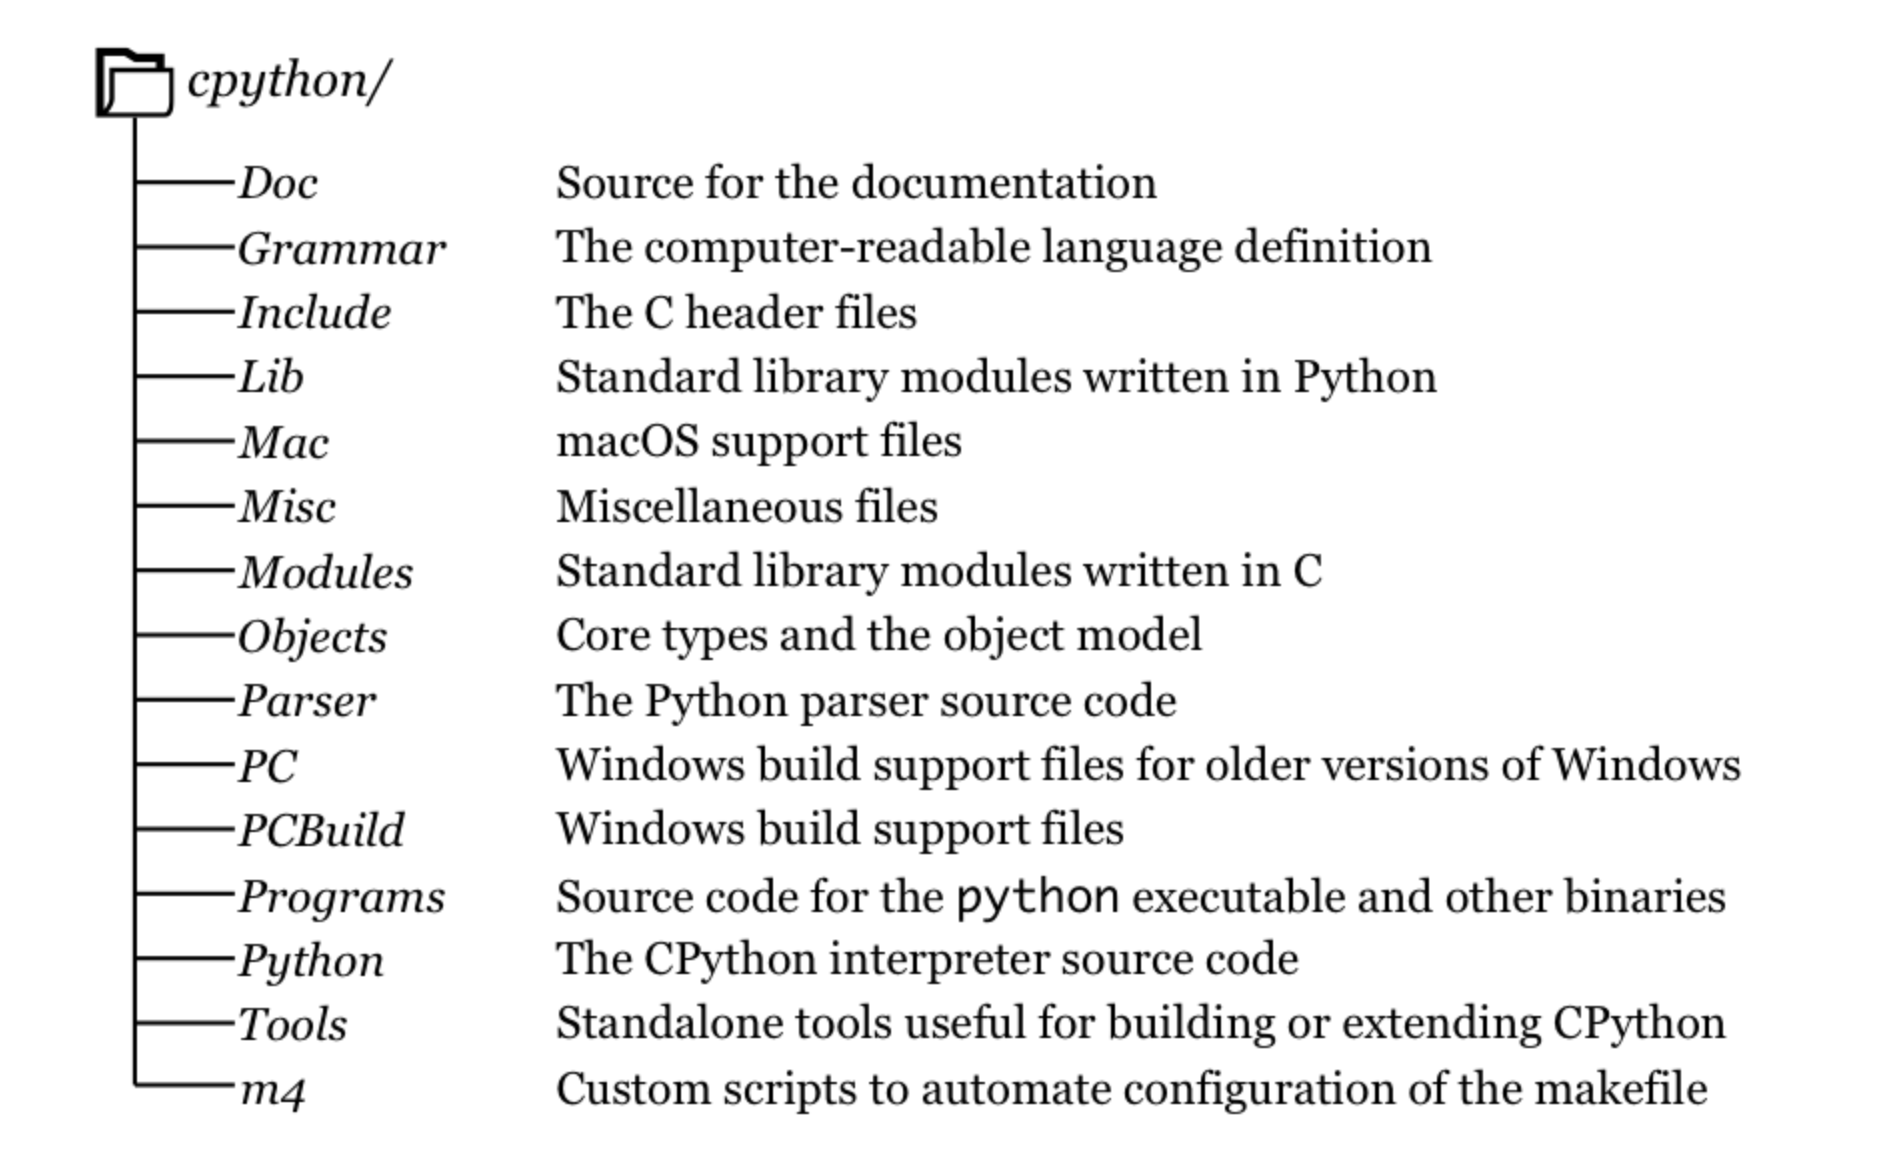 cpython/
Doc Source for the documentation
Grammar The computer-readable language definition
Include The C header files
Lib Standard library modules written in Python
Mac macOS support files
Misc Miscellaneous files
Modules Standard library modules written in C
Objects Core types and the object model
Parser The Python parser source code
PC Windows build support files for older versions of Windows
PCBuild Windows build support files
Programs Source code for the python executable and other binaries
Python The CPython interpreter source code
Tools Standalone tools useful for building or extending CPython
m4 Custom scripts to automate configuration of the makefile